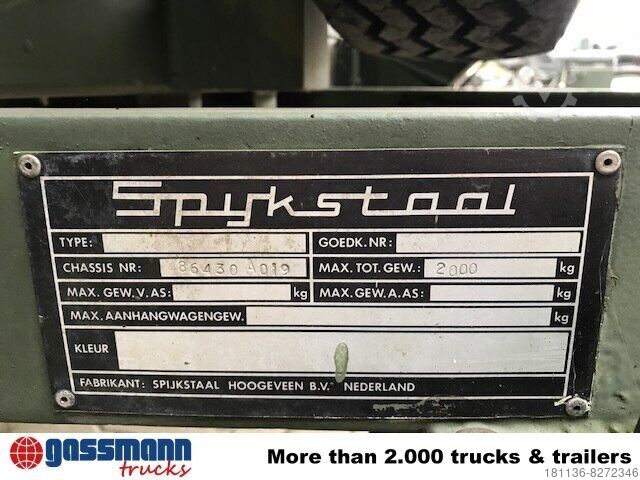 Spijkstaal
TYPE: GOEDK. NR:
CHASSIS NR: 86430 A019 MAX. TOT. GEW.: 2000 kg
MAX. GEW. V. AS: kg MAX. GEW. A. AS: kg
MAX. AANHANGWAGENGEW. kg
KLEUR
FABRIKANT: SPIJKSTAAL HOOGEVEEN B.V. NEDERLAND
gassmann
trucks
More than 2.000 trucks & trailers
181136-8272346